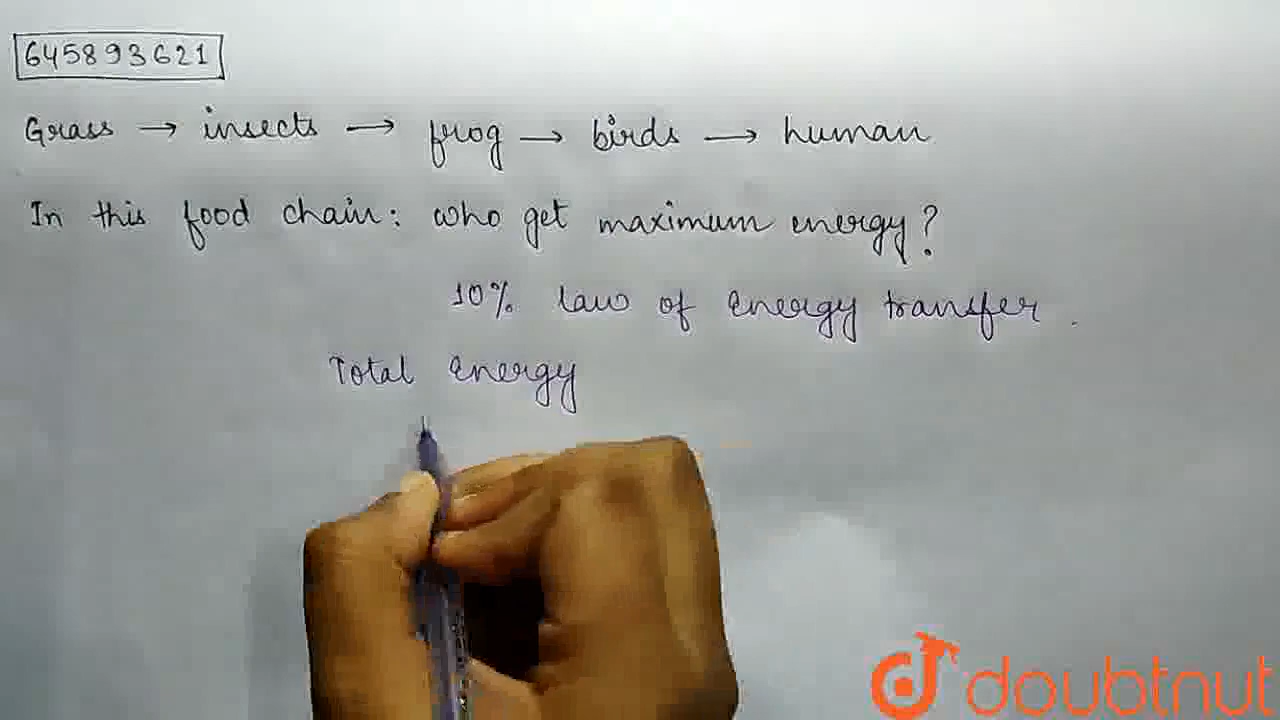 645893621
Grass → insects → frog → birds → human
In this food chain: who get maximum energy?
10% law of energy transfer.
Total Energy
doubtnut